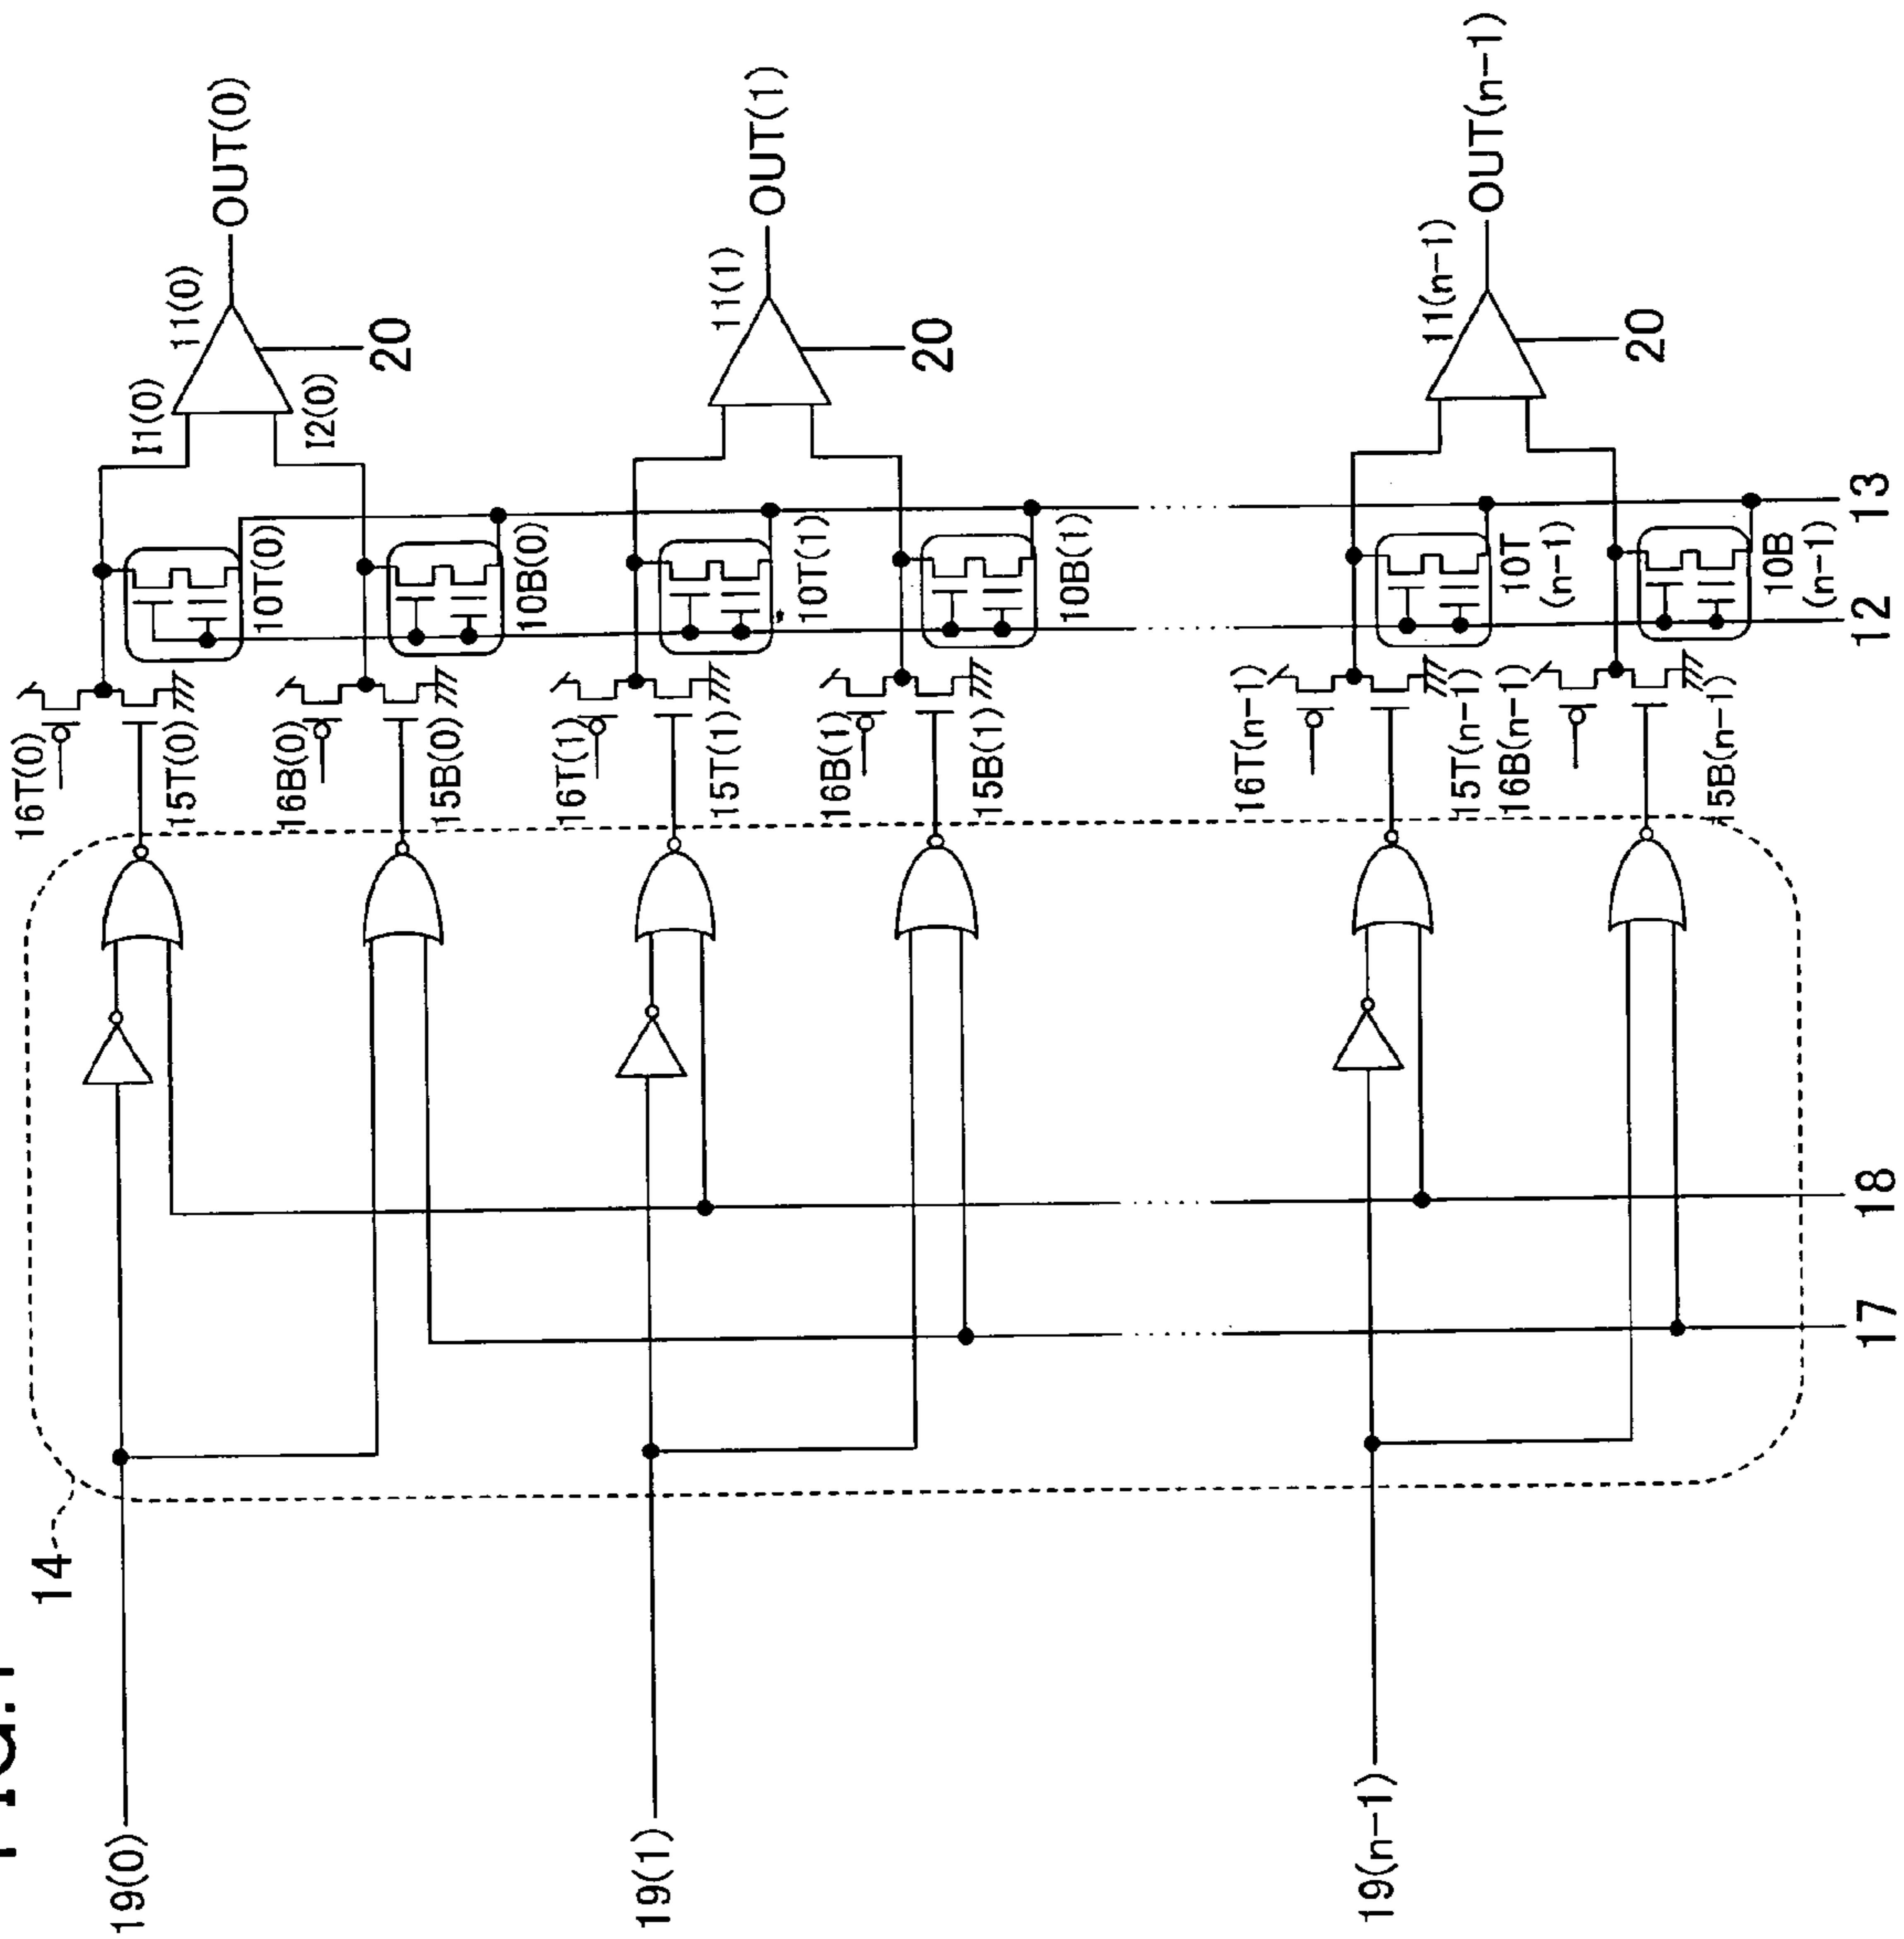 FIG.1
14
19(0)
19(1)
19(n-1)
17
18
16T(0)
15T(0)
16B(0)
15B(0)
16T(1)
15T(1)
16B(1)
15B(1)
16T(n-1)
15T(n-1)
16B(n-1)
15B(n-1)
10T(0)
10B(0)
10T(1)
10B(1)
10T
(n-1)
10B
(n-1)
12
13
I1(0)
I2(0)
11(0)
20
OUT(0)
11(1)
20
OUT(1)
11(n-1)
20
OUT(n-1)